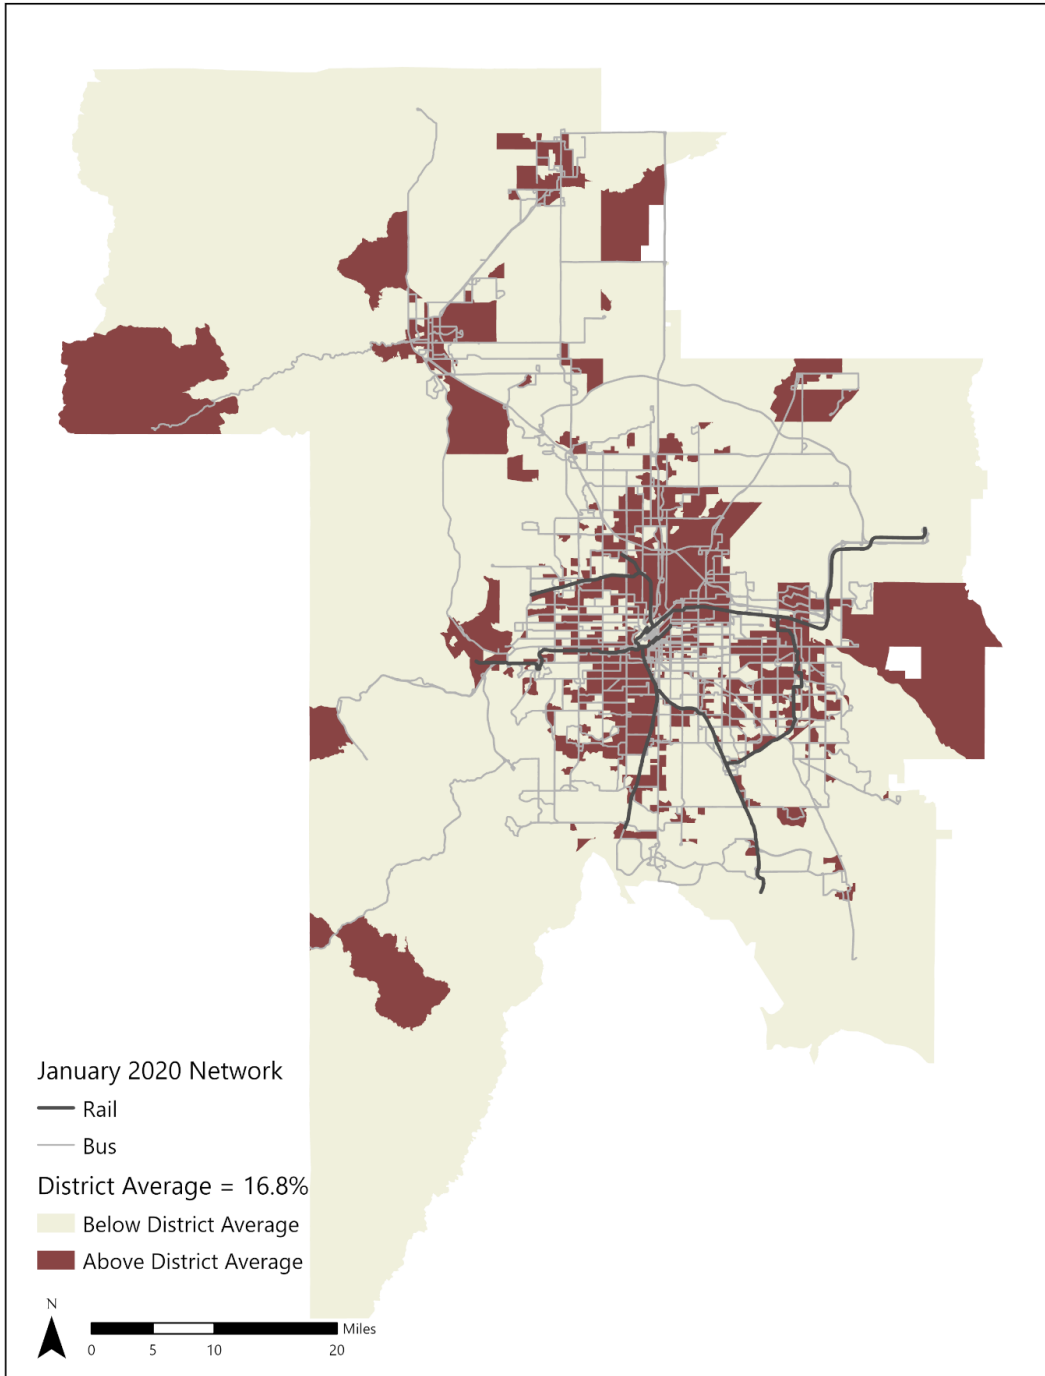 January 2020 Network
Rail
Bus
District Average = 16.8%
Below District Average
Above District Average
N
Miles
0 5 10 20